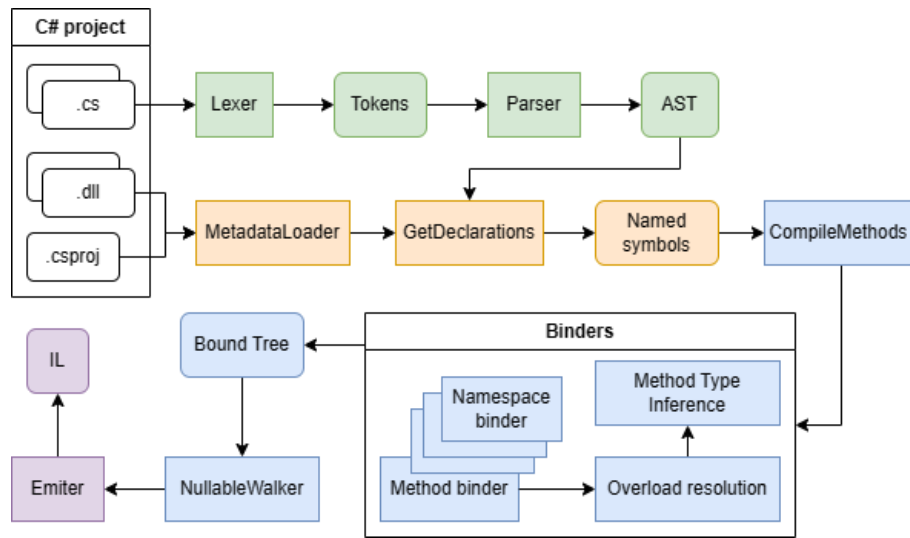 C# project
.cs
Lexer
Tokens
Parser
AST
.dll
.csproj
MetadataLoader
GetDeclarations
Named
symbols
CompileMethods
IL
Bound Tree
Binders
Namespace
binder
Method Type
Inference
Emiter
NullableWalker
Method binder
Overload resolution